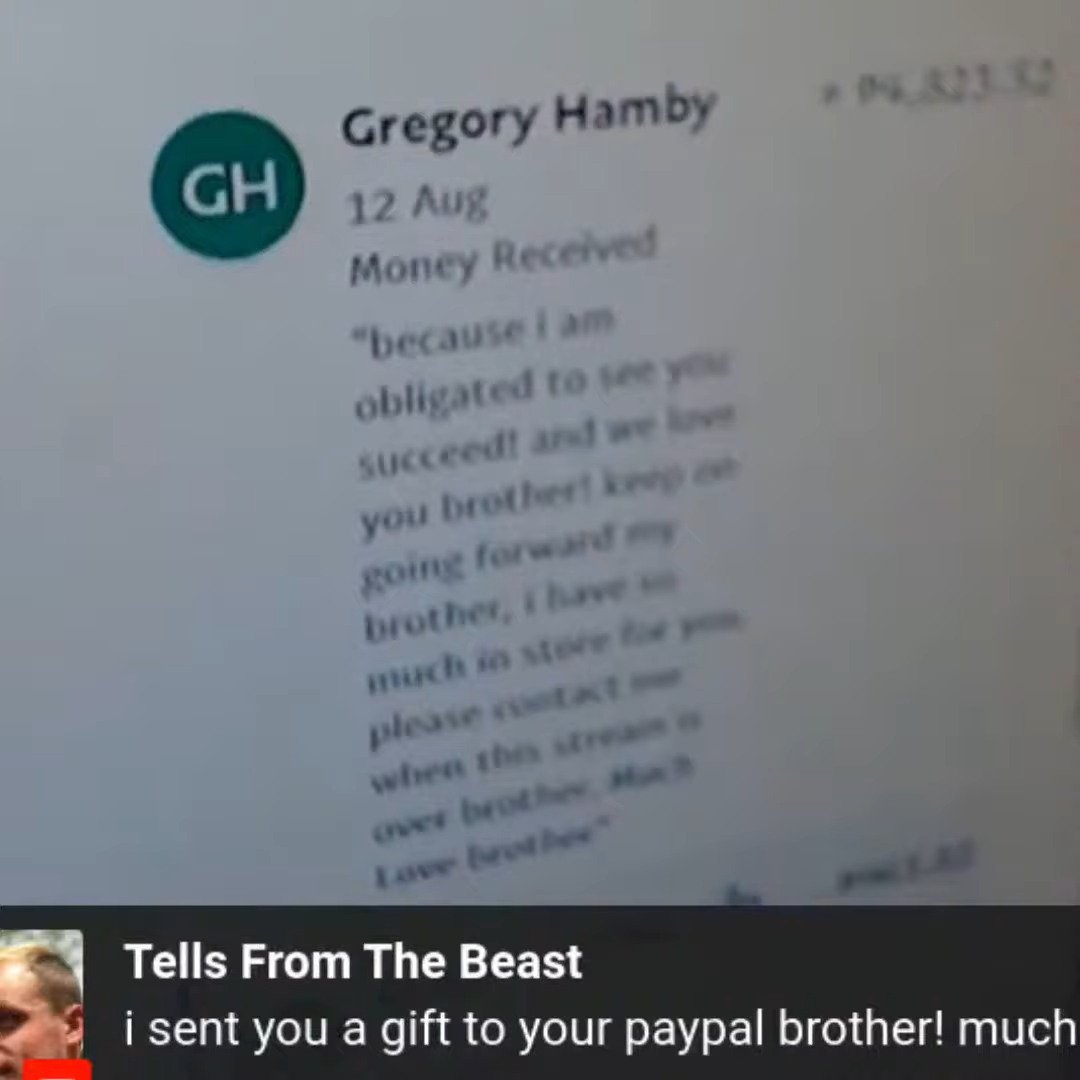 GH
Gregory Hamby
12 Aug
Money Received
"because i am
obligated to see you
succeed! and we love
you brother! keep on
going forward my
brother, i have so
much in store for you
please contact me
when this stream is
over brother. Much
Love brother"
Tells From The Beast
i sent you a gift to your paypal brother! much